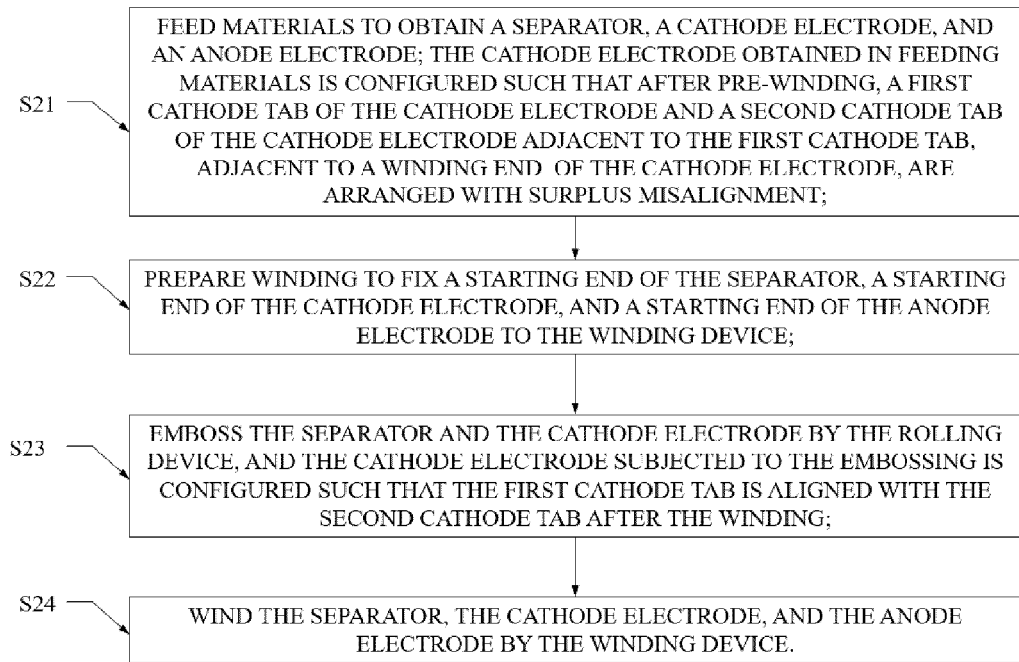 S21
FEED MATERIALS TO OBTAIN A SEPARATOR, A CATHODE ELECTRODE, AND
AN ANODE ELECTRODE; THE CATHODE ELECTRODE OBTAINED IN FEEDING
MATERIALS IS CONFIGURED SUCH THAT AFTER PRE-WINDING, A FIRST
CATHODE TAB OF THE CATHODE ELECTRODE AND A SECOND CATHODE TAB
OF THE CATHODE ELECTRODE ADJACENT TO THE FIRST CATHODE TAB,
ADJACENT TO A WINDING END OF THE CATHODE ELECTRODE, ARE
ARRANGED WITH SURPLUS MISALIGNMENT;
S22
PREPARE WINDING TO FIX A STARTING END OF THE SEPARATOR, A STARTING
END OF THE CATHODE ELECTRODE, AND A STARTING END OF THE ANODE
ELECTRODE TO THE WINDING DEVICE;
S23
EMBOSS THE SEPARATOR AND THE CATHODE ELECTRODE BY THE ROLLING
DEVICE, AND THE CATHODE ELECTRODE SUBJECTED TO THE EMBOSSING IS
CONFIGURED SUCH THAT THE FIRST CATHODE TAB IS ALIGNED WITH THE
SECOND CATHODE TAB AFTER THE WINDING;
S24
WIND THE SEPARATOR, THE CATHODE ELECTRODE, AND THE ANODE
ELECTRODE BY THE WINDING DEVICE.